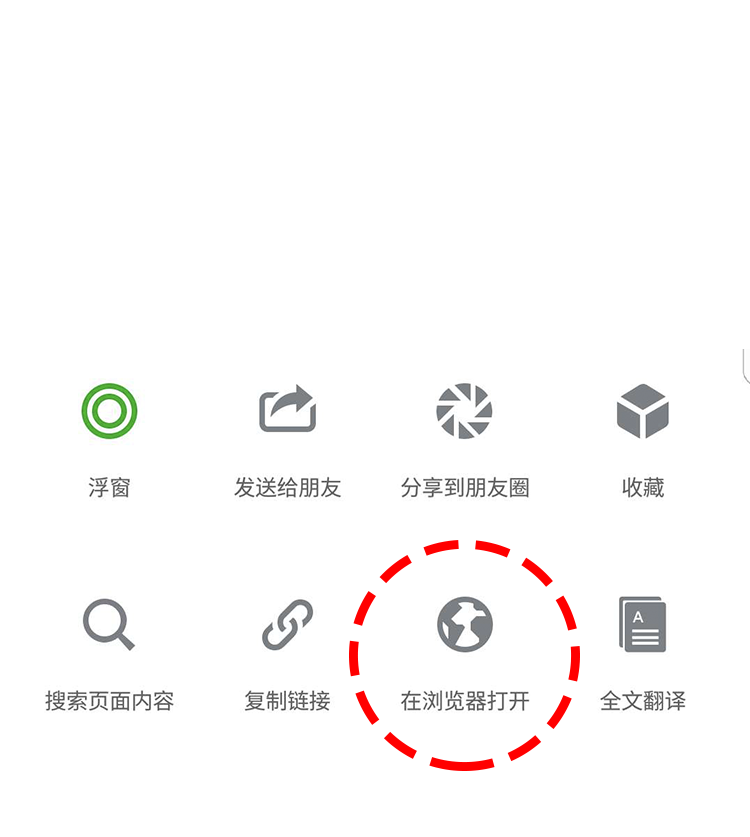 浮窗
发送给朋友
分享到朋友圈
收藏
搜索页面内容
复制链接
在浏览器打开
A
全文翻译